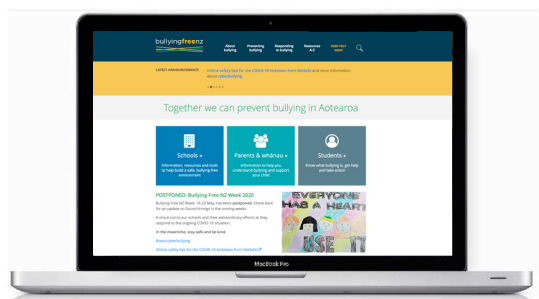 bullyingfreenz
About bullying
Preventing bullying
Responding to bullying
Resources A-Z
NEED HELP NOW?
LATEST ANNOUNCEMENTS
Online safety tips for the COVID-19 lockdown from Netsafe and more information
about cyberbullying.
Together we can prevent bullying in Aotearoa
Schools »
Information, resources and tools
to help build a safe, bullying-free
environment
Parents & whānau »
Information to help you
understand bullying and support
your child
Students »
Know what bullying is, get help
and take action
POSTPONED: Bullying-Free NZ Week 2020
Bullying-Free NZ Week, 18-22 May, has been postponed. Check back
for an update on future timings in the coming weeks.
A shout out to our schools and their extraordinary efforts as they
respond to the ongoing COVID-19 situation.
In the meantime, stay safe and be kind.
About cyberbullying
Online safety tips for the COVID-19 lockdown from Netsafe
EVERYONE
HAS A HEART
USE IT
MacBook Pro